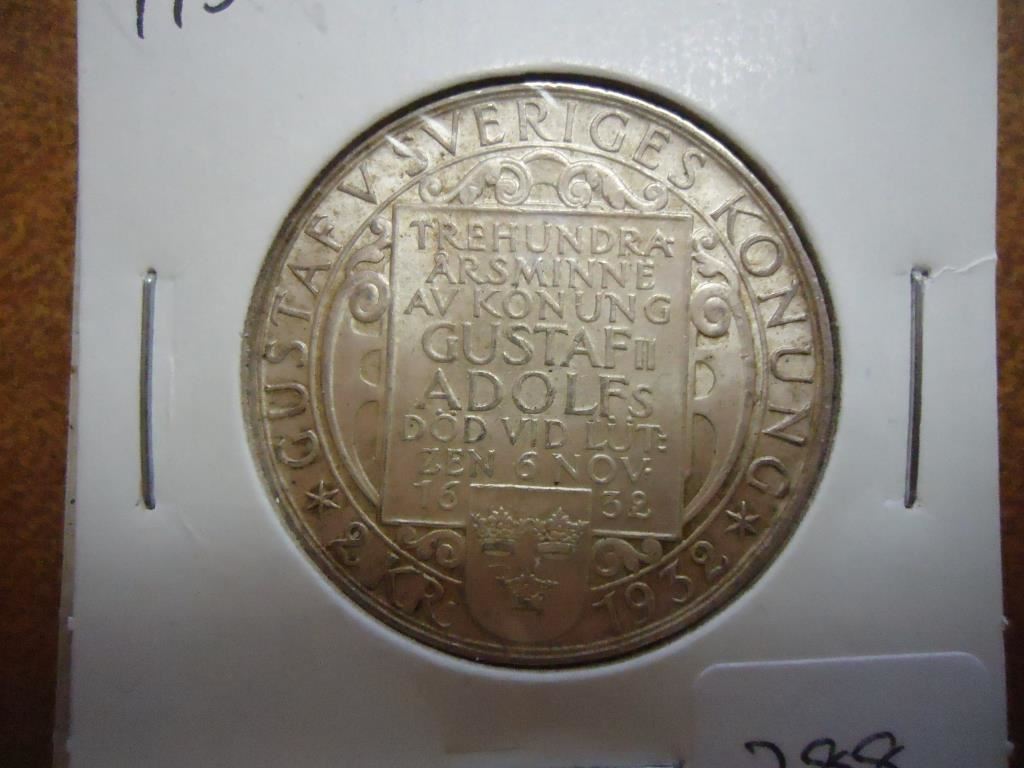 GUSTAF V SVERIGES KONUNG
TREHUNDRA-
ÅRSMINNE
AV KONUNG
GUSTAF II
ADOLFS
DÖD VID LÜT-
ZEN 6 NOV:
16 32
* 2 KR: 1932 *
288